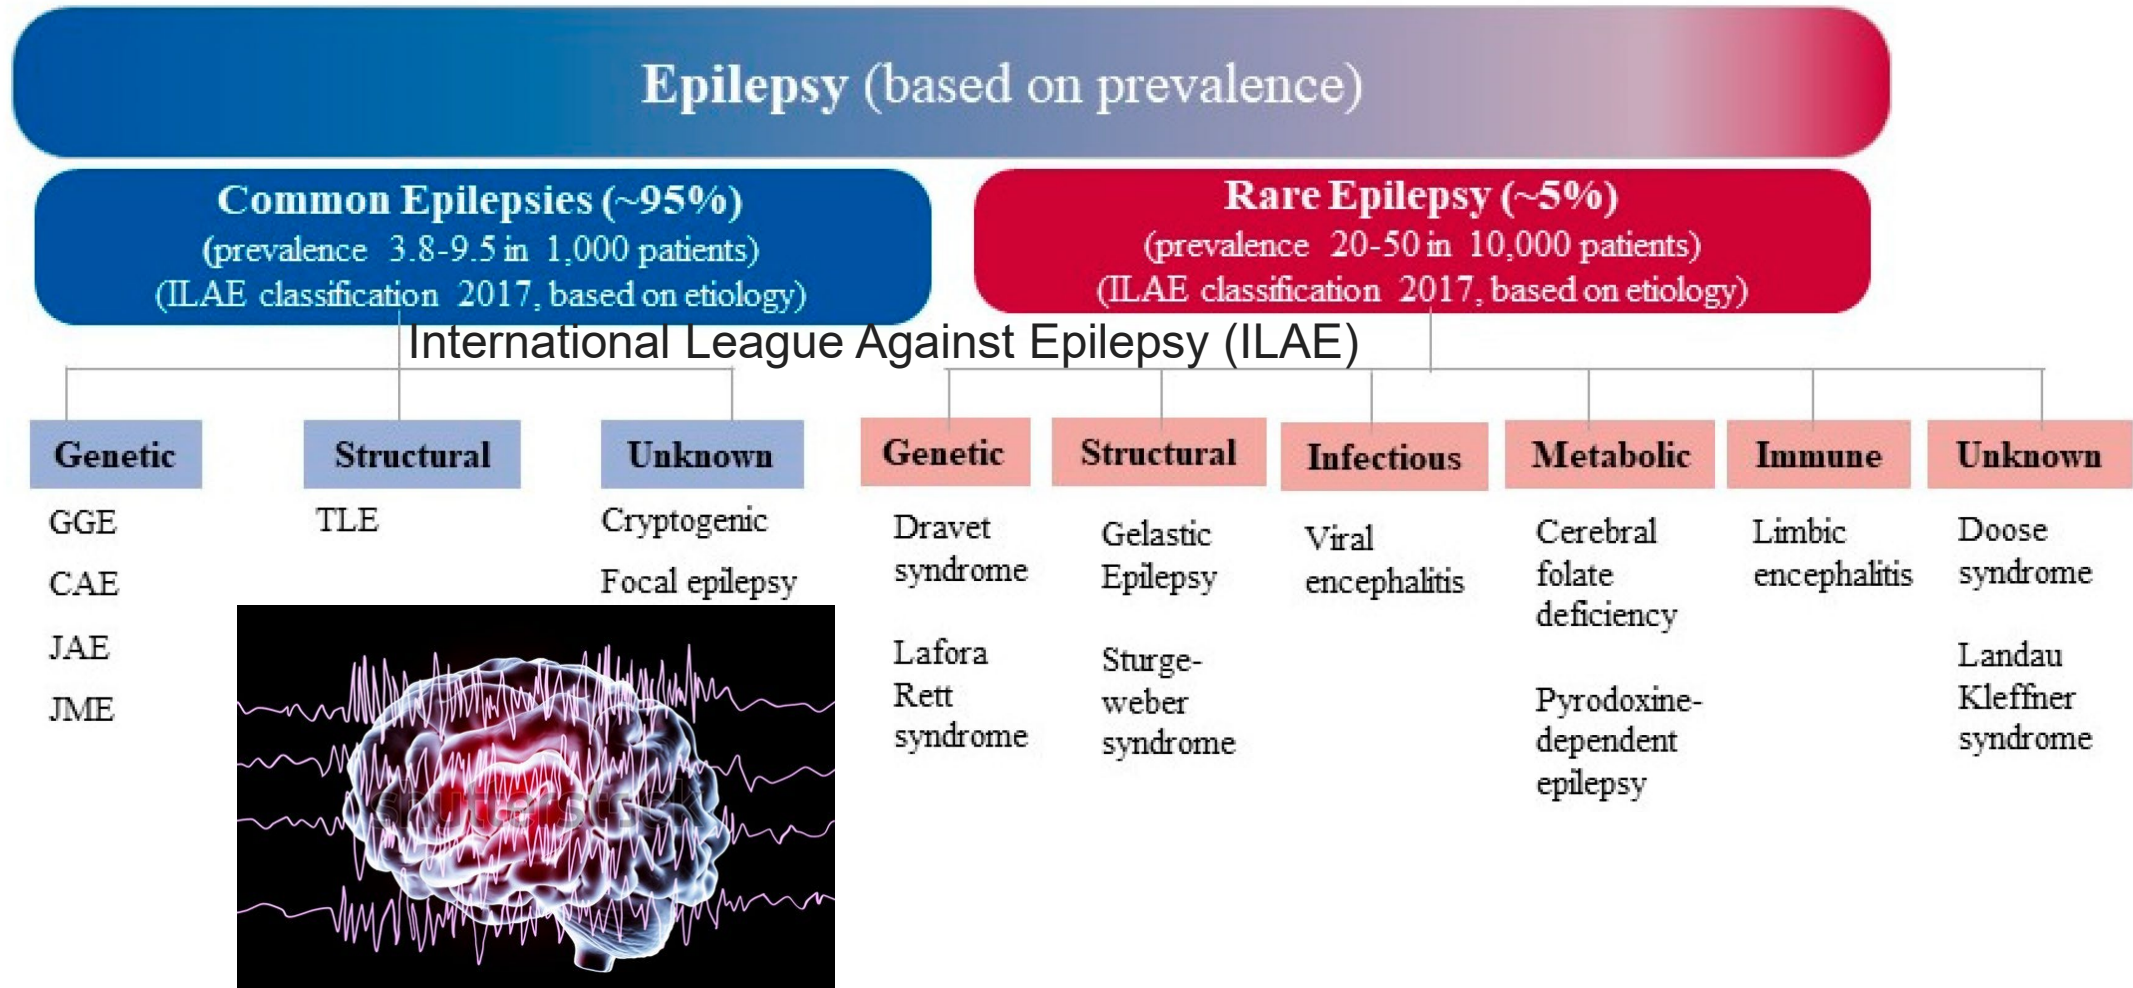 Epilepsy (based on prevalence)
Common Epilepsies (~95%)
(prevalence 3.8-9.5 in 1,000 patients)
(ILAE classification 2017, based on etiology)
Rare Epilepsy (~5%)
(prevalence 20-50 in 10,000 patients)
(ILAE classification 2017, based on etiology)
International League Against Epilepsy (ILAE)
Genetic
GGE
CAE
JAE
JME
Structural
TLE
Unknown
Cryptogenic
Focal epilepsy
Genetic
Dravet
syndrome
Lafora
Rett
syndrome
Structural
Gelastic
Epilepsy
Sturge-
weber
syndrome
Infectious
Viral
encephalitis
Metabolic
Cerebral
folate
deficiency
Pyrodoxine-
dependent
epilepsy
Immune
Limbic
encephalitis
Unknown
Doose
syndrome
Landau
Kleffner
syndrome
shutterstock